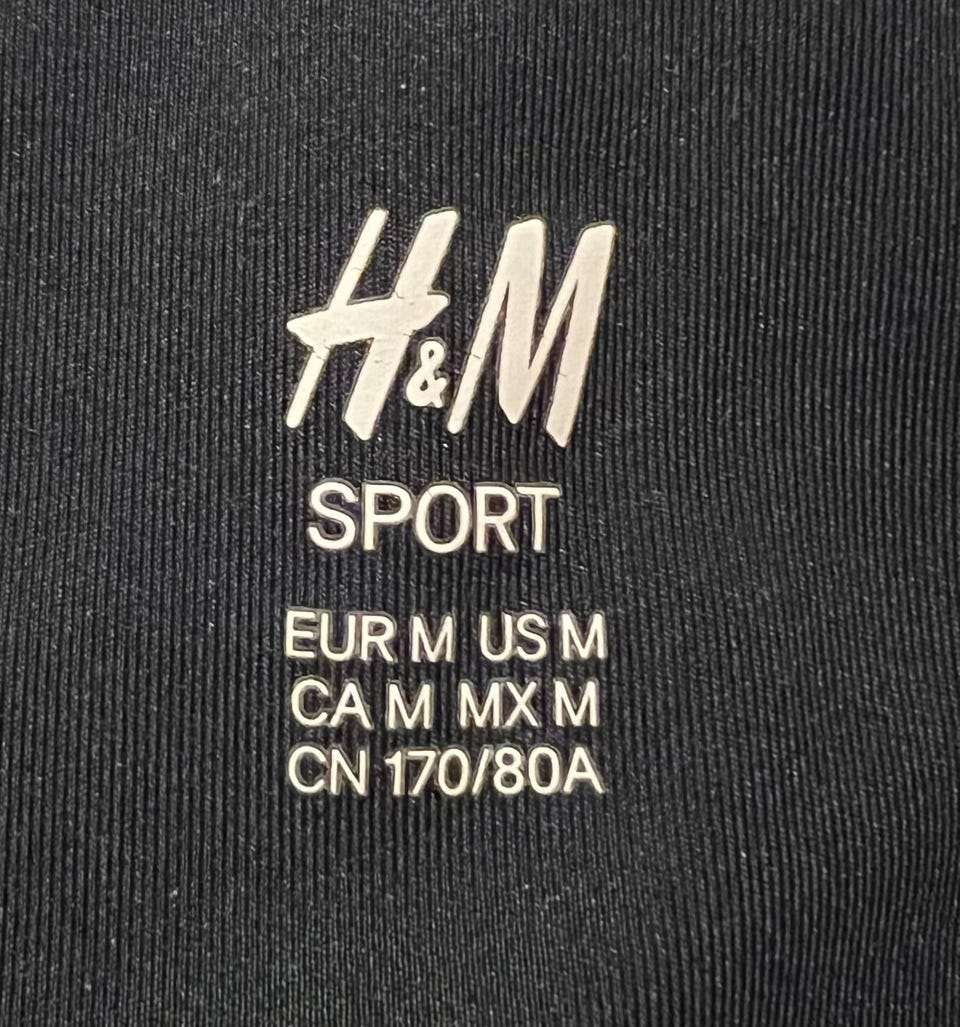 H&M
SPORT
EUR M US M
CA M MX M
CN 170/80A